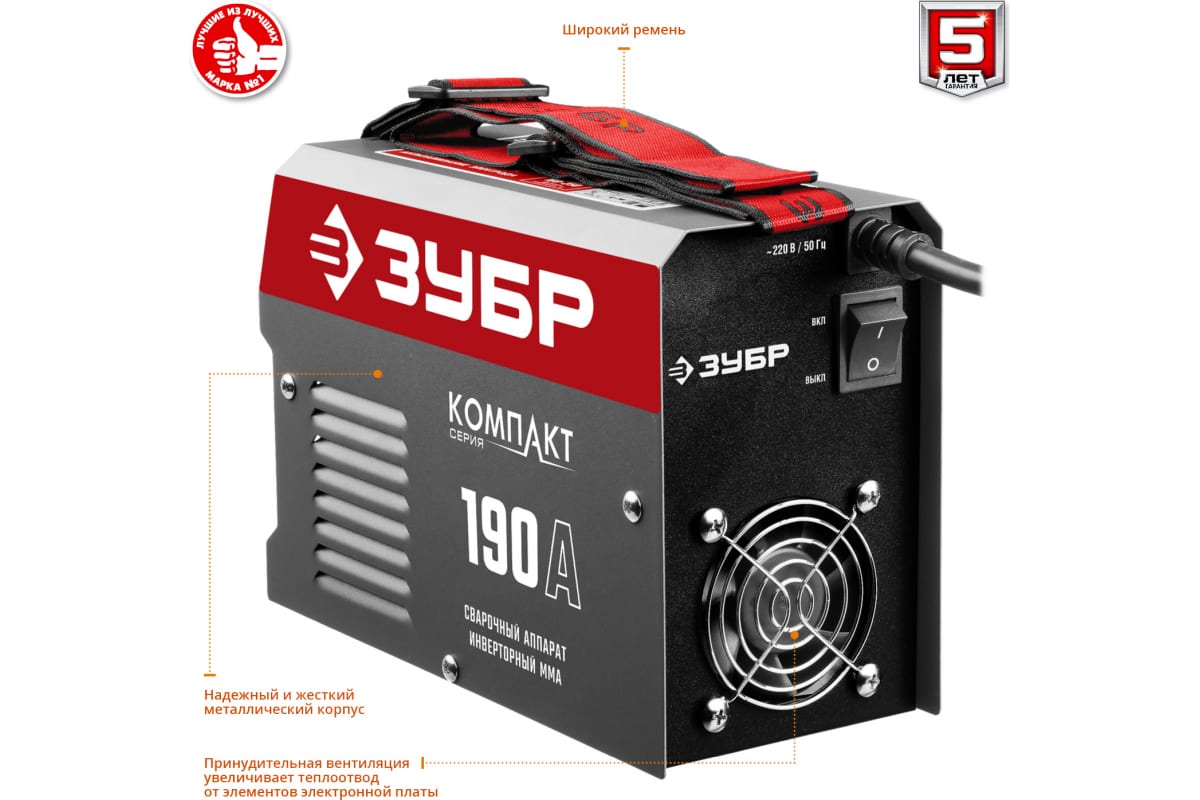 ЛУЧШИЕ ИЗ ЛУЧШИХ
МАРКА №1
Широкий ремень
5
ЛЕТ
ГАРАНТИЯ
~220 В / 50 Гц
ЗУБР
ВКЛ
I
O
ВЫКЛ
ЗУБР
КОМПАКТ
СЕРИЯ
190 А
СВАРОЧНЫЙ АППАРАТ
ИНВЕРТОРНЫЙ ММА
Надежный и жесткий
металлический корпус
Принудительная вентиляция
увеличивает теплоотвод
от элементов электронной платы